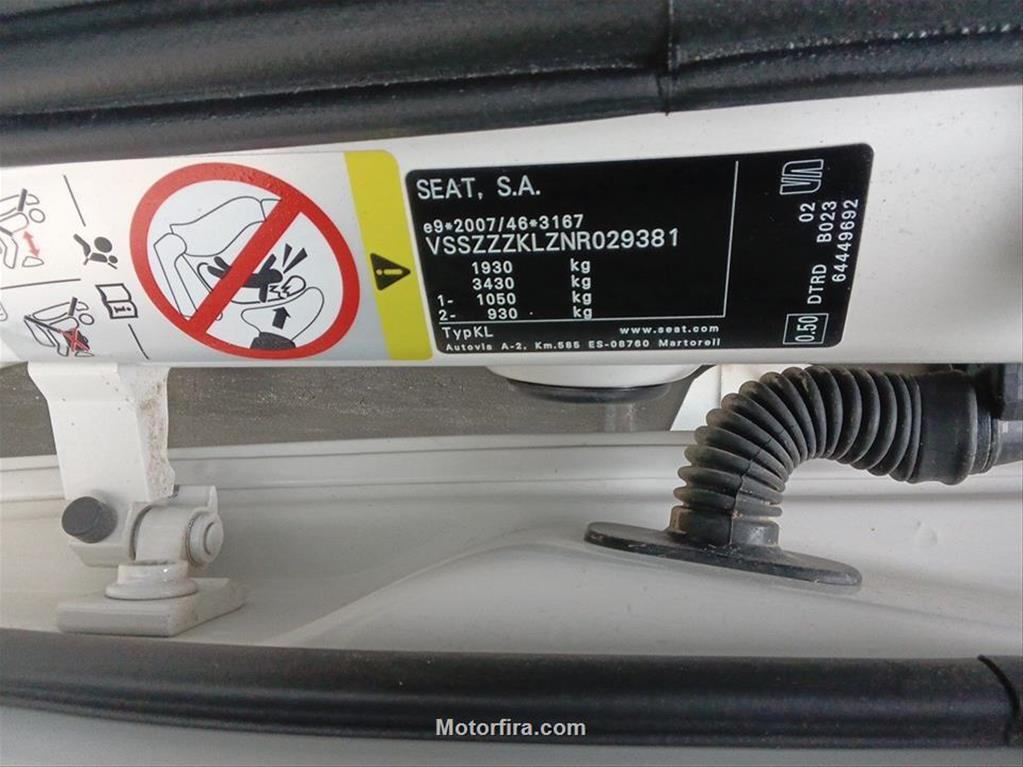 SEAT, S.A.
e9*2007/46*3167
VSSZZZKLZNR029381
1930 kg
3430 kg
1- 1050 kg
2- 930 kg
TypKL www.seat.com
Autovia A-2, Km.585 ES-08760 Martorell
0.50 DTRD 02
B023
64449692
Motorfira.com